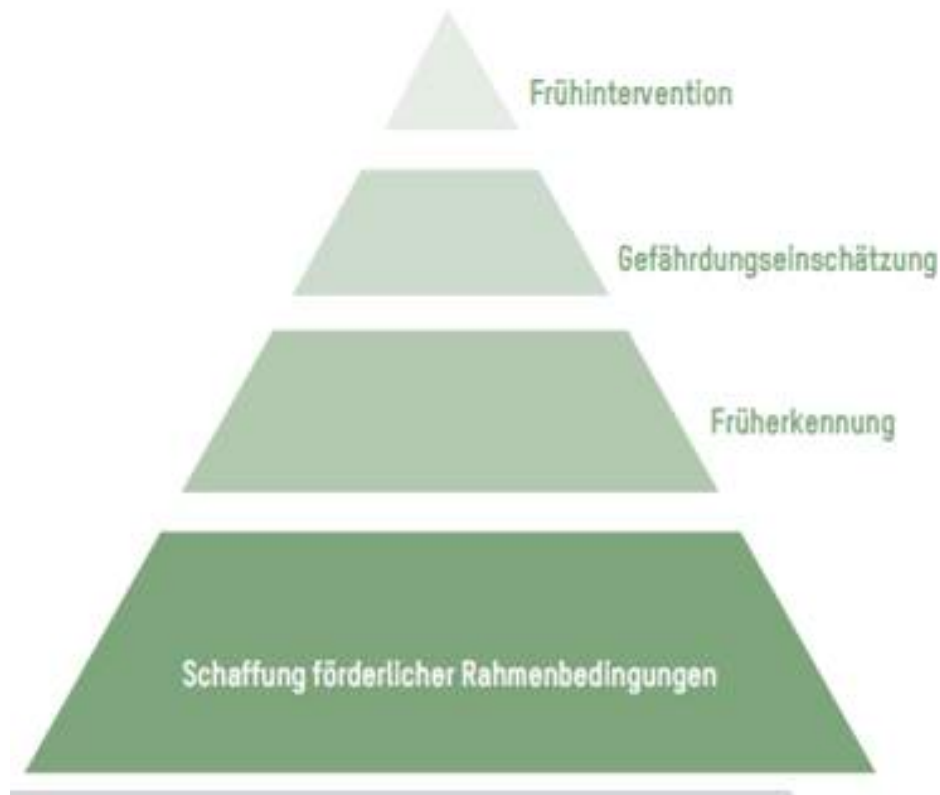 Frühintervention
Gefährdungseinschätzung
Früherkennung
Schaffung förderlicher Rahmenbedingungen